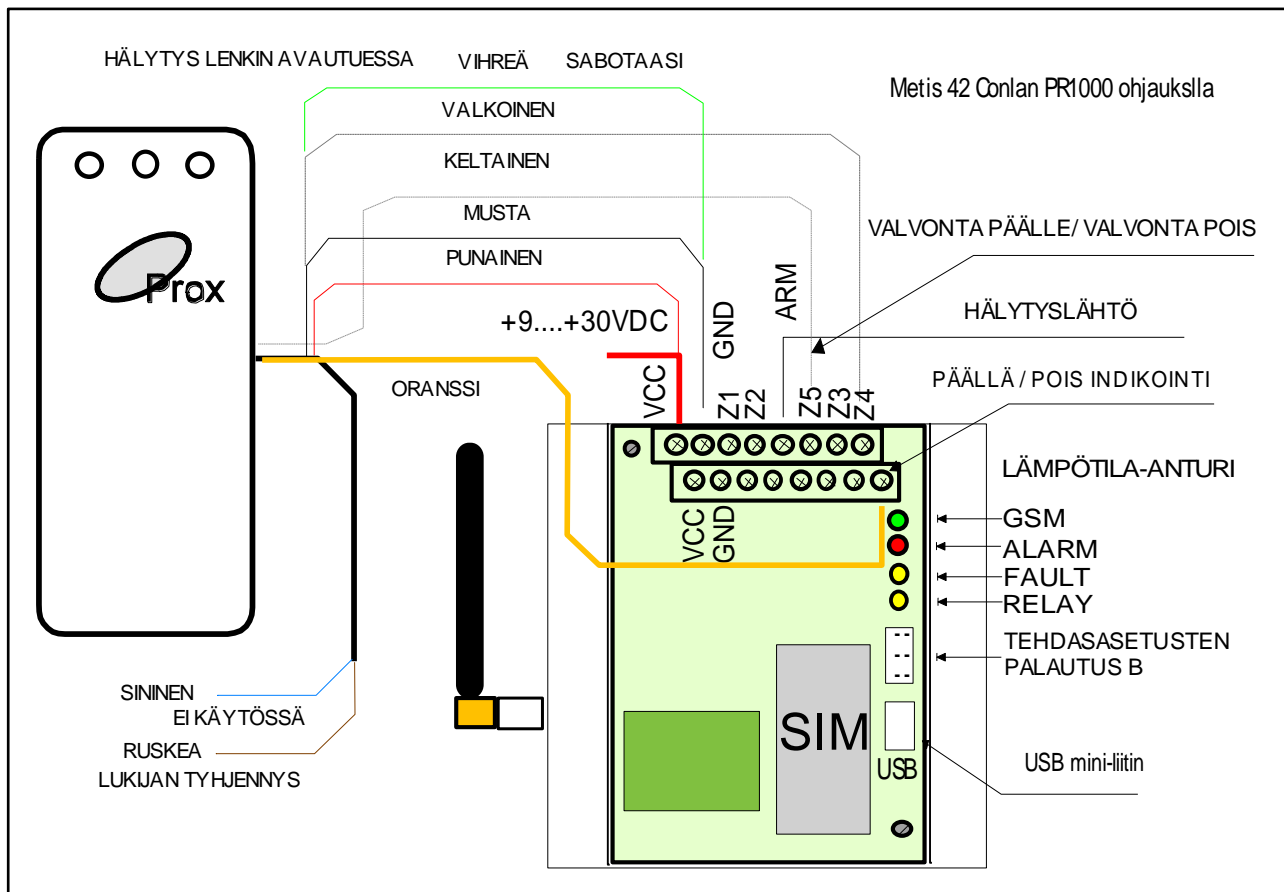 HÄLYTYS LENKIN AVAUTUESSA VIHREÄ SABOTAASI
Metis 42 Conlan PR1000 ohjaukslla
VALKOINEN
KELTAINEN
MUSTA
VALVONTA PÄÄLLE/ VALVONTA POIS
PUNAINEN
Prox
+9....+30VDC
GND
ARM
HÄLYTYSLÄHTÖ
ORANSSI
VCC
Z1
Z2
Z5
Z3
Z4
PÄÄLLÄ / POIS INDIKOINTI
LÄMPÖTILA-ANTURI
VCC
GND
GSM
ALARM
FAULT
RELAY
TEHDASASETUSTEN
PALAUTUS B
SININEN
EI KÄYTÖSSÄ
RUSKEA
LUKIJAN TYHJENNYS
SIM
USB
USB mini-liitin